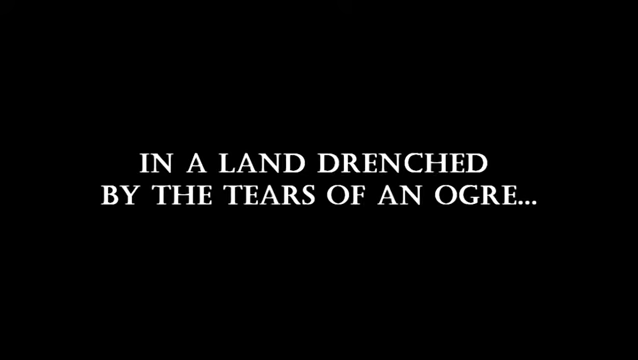 IN A LAND DRENCHED
BY THE TEARS OF AN OGRE...